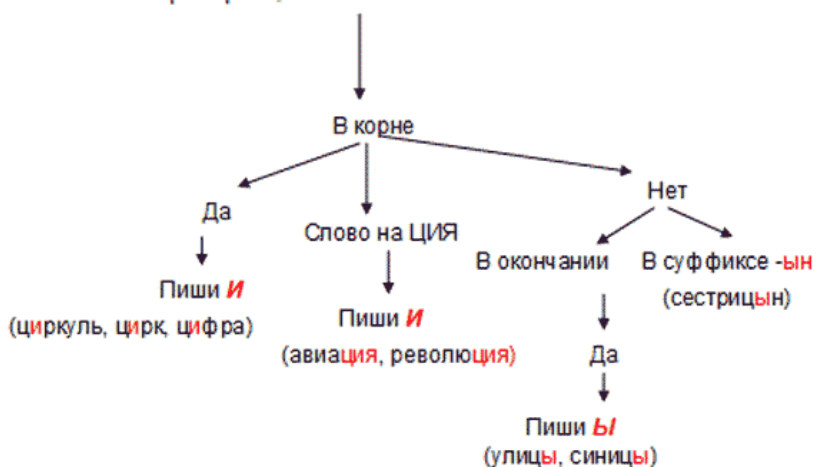 В корне
Да
Слово на ЦИЯ
Нет
В окончании
В суффиксе -ын
(сестрицын)
Пиши И
(циркуль, цирк, цифра)
Пиши И
(авиация, революция)
Да
Пиши Ы
(улицы, синицы)